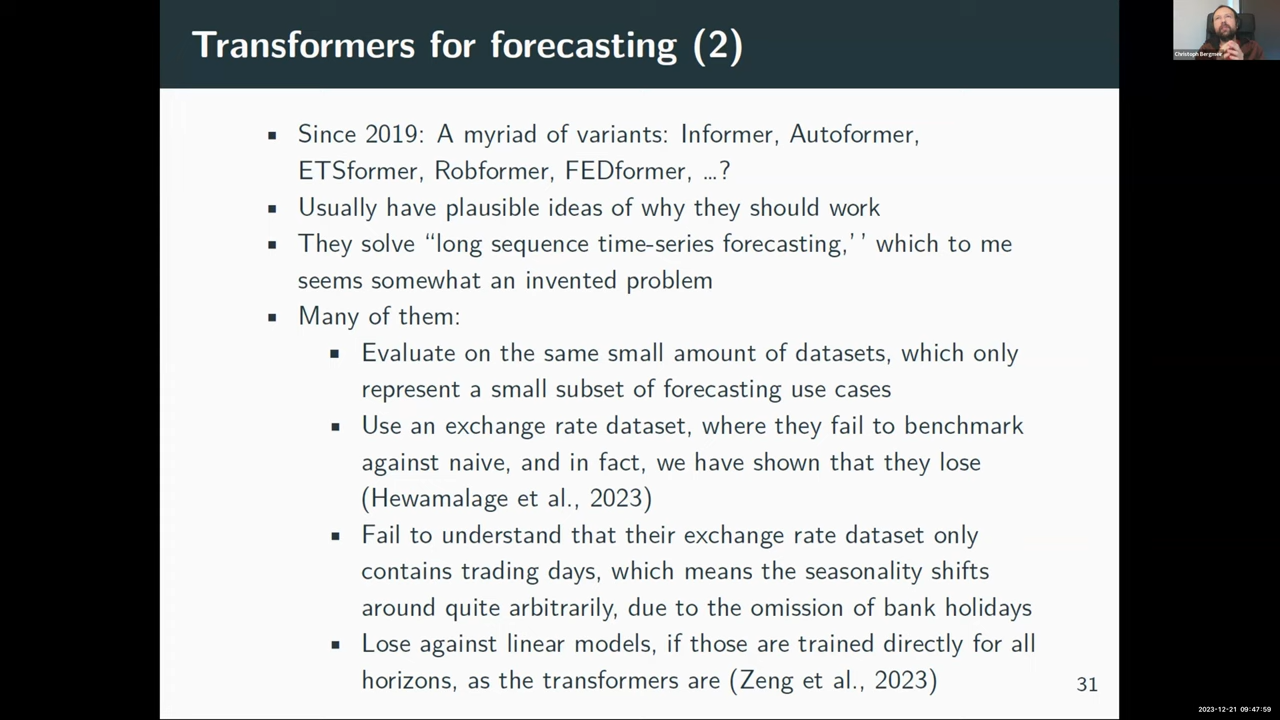 Transformers for forecasting (2)
Since 2019: A myriad of variants: Informer, Autoformer,
ETSformer, Robformer, FEDformer, ...?
Usually have plausible ideas of why they should work
They solve “long sequence time-series forecasting,’’ which to me
seems somewhat an invented problem
Many of them:
Evaluate on the same small amount of datasets, which only
represent a small subset of forecasting use cases
Use an exchange rate dataset, where they fail to benchmark
against naive, and in fact, we have shown that they lose
(Hewamalage et al., 2023)
Fail to understand that their exchange rate dataset only
contains trading days, which means the seasonality shifts
around quite arbitrarily, due to the omission of bank holidays
Lose against linear models, if those are trained directly for all
horizons, as the transformers are (Zeng et al., 2023)
31
Christoph
2023-12-21 09:47:59